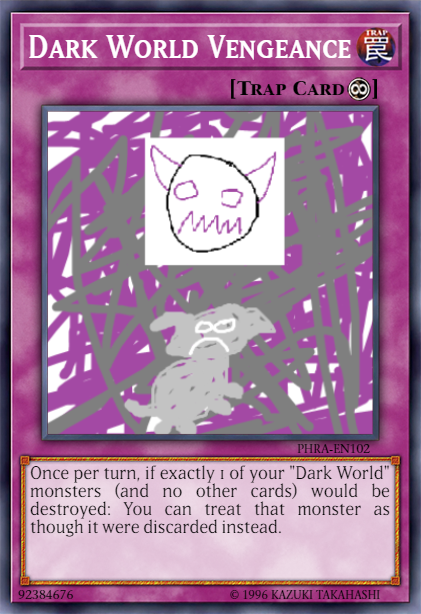 DARK WORLD VENGEANCE
TRAP
罠
[TRAP CARD ]
PHRA-EN102
Once per turn, if exactly 1 of your "Dark World"
monsters (and no other cards) would be
destroyed: You can treat that monster as
though it were discarded instead.
92384676
© 1996 KAZUKI TAKAHASHI